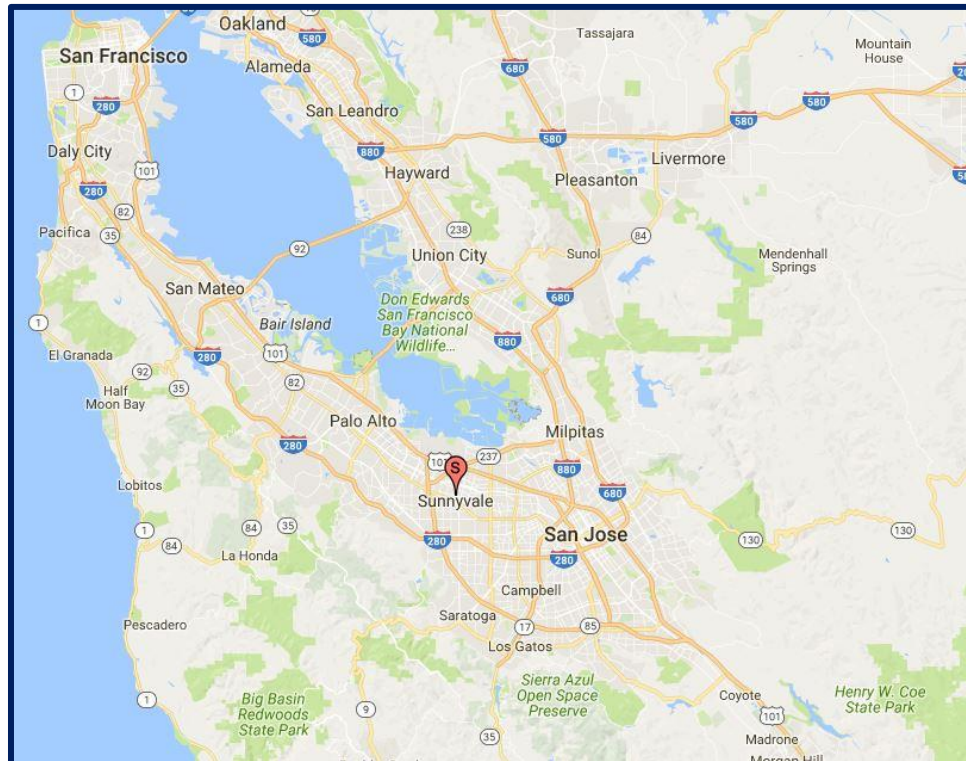 Oakland
580
Tassajara
San Francisco
Mountain
House
Alameda
680
1
280
San Leandro
580
580
580
Daly City
101
880
580
Livermore
Hayward
Pleasanton
280
82
35
Pacifica
238
84
92
Union City
Sunol
Mendenhall
Springs
San Mateo
Don Edwards
San Francisco
Bay National
Wildlife...
680
1
Bair Island
El Granada
280
101
880
92
35
82
Half
Moon Bay
Palo Alto
Milpitas
280
237
101
S
880
Lobitos
Sunnyvale
680
1
35
84
84
La Honda
280
San Jose
280
130
130
Campbell
Saratoga
Pescadero
17
85
Los Gatos
Sierra Azul
Open Space
Preserve
Big Basin
Redwoods
State Park
1
9
35
Coyote
101
Henry W. Coe
State Park
Madrone